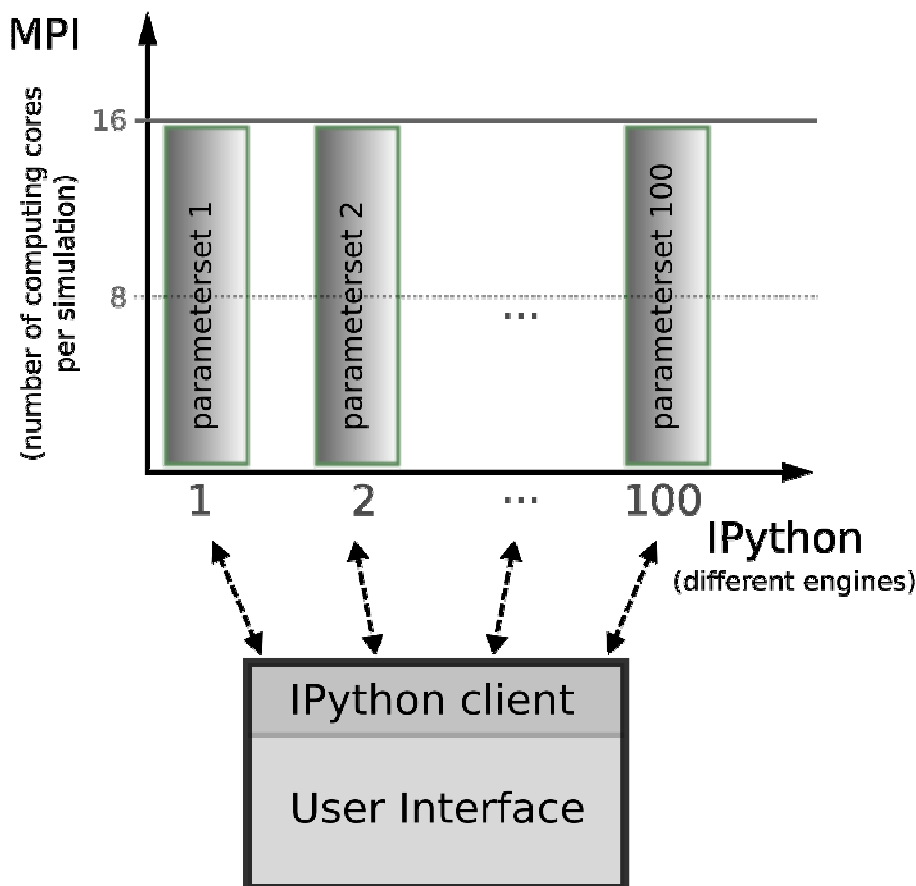 MPI
(number of computing cores
per simulation)
16
8
parameterset 1
parameterset 2
...
parameterset 100
1
2
...
100
IPython
(different engines)
IPython client
User Interface